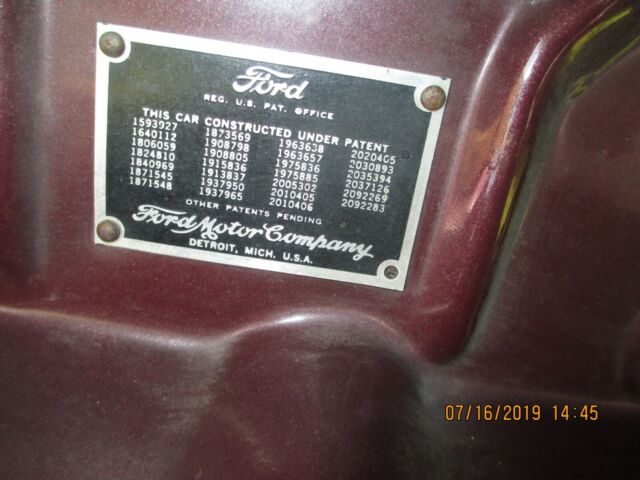 Ford
REG. U.S. PAT. OFFICE
THIS CAR CONSTRUCTED UNDER PATENT
1593927 1873569 1963638 2020405
1640112 1908798 1963657 2030893
1806059 1908805 1975836 2035394
1824810 1915836 1975885 2037126
1840969 1913837 2005302 2092269
1871545 1937950 2010405 2092283
1871548 1937965 2010406
OTHER PATENTS PENDING
Ford Motor Company
DETROIT, MICH. U.S.A.
07/16/2019 14:45